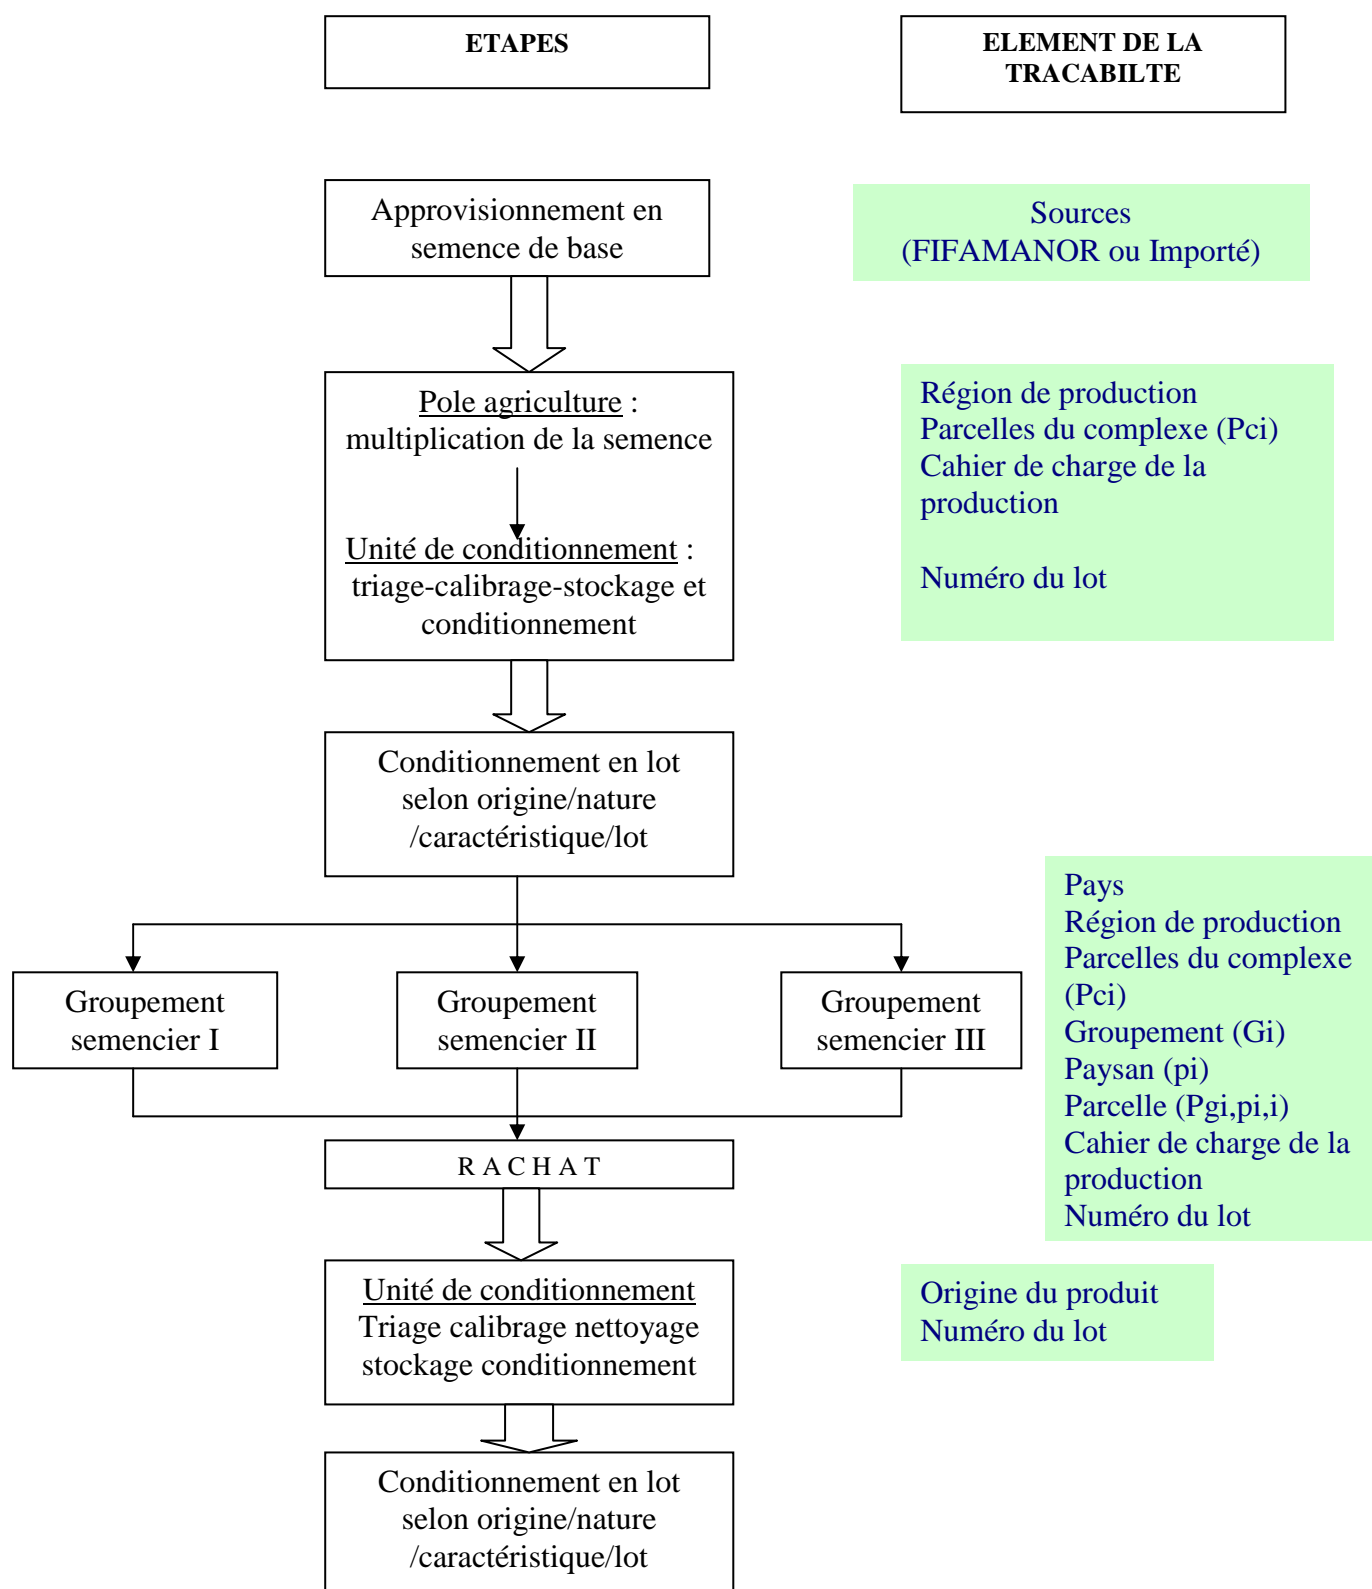 ETAPES
ELEMENT DE LA
TRACABILTE
Approvisionnement en
semence de base
Sources
(FIFAMANOR ou Importé)
Pole agriculture :
multiplication de la semence
Unité de conditionnement :
triage-calibrage-stockage et
conditionnement
Région de production
Parcelles du complexe (Pci)
Cahier de charge de la
production
Numéro du lot
Conditionnement en lot
selon origine/nature
/caractéristique/lot
Groupement
semencier I
Groupement
semencier II
Groupement
semencier III
Pays
Région de production
Parcelles du complexe
(Pci)
Groupement (Gi)
Paysan (pi)
Parcelle (Pgi,pi,i)
Cahier de charge de la
production
Numéro du lot
R A C H A T
Unité de conditionnement
Triage calibrage nettoyage
stockage conditionnement
Origine du produit
Numéro du lot
Conditionnement en lot
selon origine/nature
/caractéristique/lot